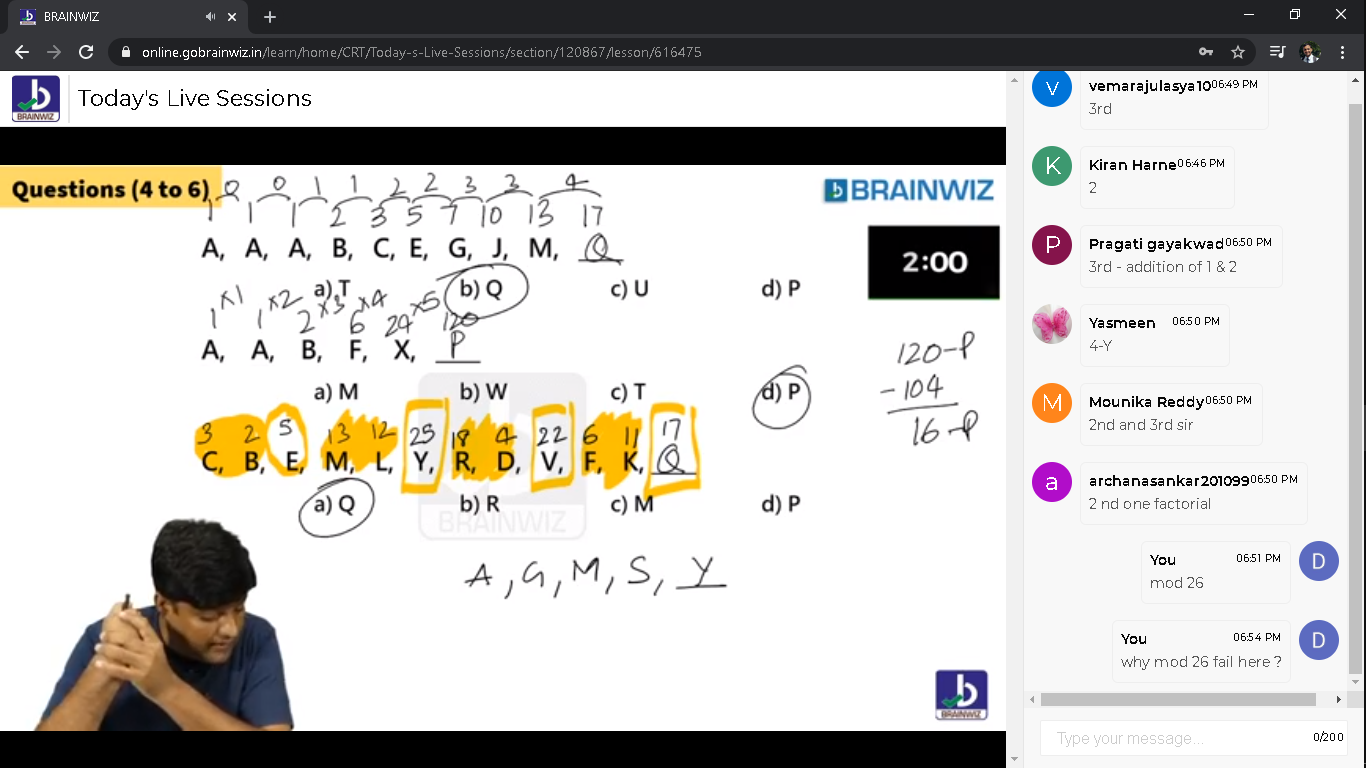 BRAINWIZ
online.gobrainwiz.in/learn/home/CRT/Today-s-Live-Sessions/section/120867/lesson/616475
BRAINWIZ
Today's Live Sessions
Questions (4 to 6)
0 0 1 1 2 2 3 3 4
1 1 1 2 3 5 7 10 13 17
A, A, A, B, C, E, G, J, M, Q
a) T b) Q c) U d) P
BRAINWIZ
2:00
×1 ×2 ×3 ×4 ×5
1 1 2 6 24 120
A, A, B, F, X, P
a) M b) W c) T d) P
120-P
-104
16-P
3 2 5 13 12 25 18 4 22 6 11 17
C, B, E, M, L, Y, R, D, V, F, K, Q
a) Q b) R c) M d) P
BRAINWIZ
A, G, M, S, Y
BRAINWIZ
V
vemarajulasya10 06:49 PM
3rd
K
Kiran Harne 06:46 PM
2
P
Pragati gayakwad 06:50 PM
3rd - addition of 1 & 2
Yasmeen 06:50 PM
4-Y
M
Mounika Reddy 06:50 PM
2nd and 3rd sir
a
archanasankar201099 06:50 PM
2 nd one factorial
You 06:51 PM
D
mod 26
You 06:54 PM
D
why mod 26 fail here ?
Type your message... 0/200